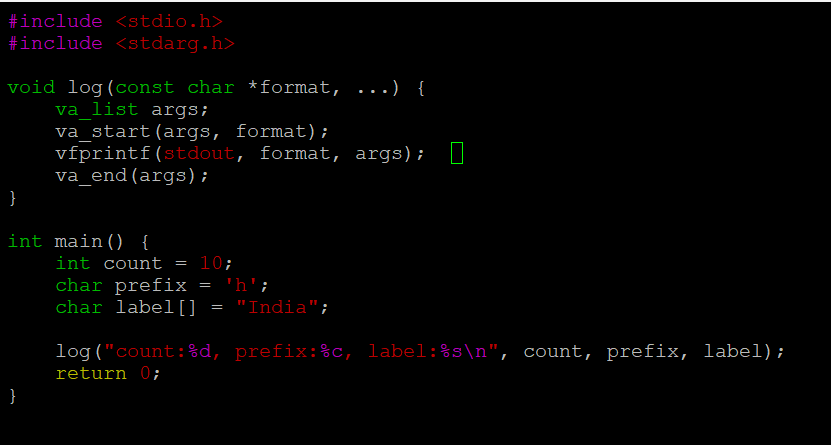 #include <stdio.h>
#include <stdarg.h>
void log(const char *format, ...) {
    va_list args;
    va_start(args, format);
    vfprintf(stdout, format, args);
    va_end(args);
}
int main() {
    int count = 10;
    char prefix = 'h';
    char label[] = "India";
    log("count:%d, prefix:%c, label:%s\n", count, prefix, label);
    return 0;
}